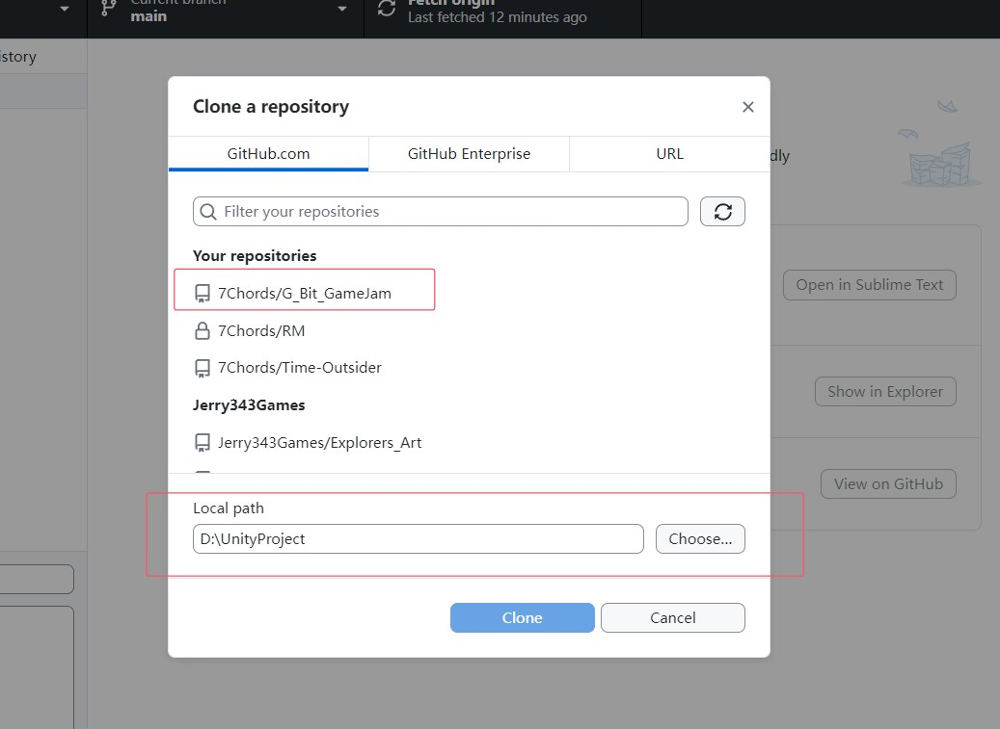 Current branch
main
Fetch origin
Last fetched 12 minutes ago
istory
Clone a repository
GitHub.com
GitHub Enterprise
URL
dly
Filter your repositories
Your repositories
7Chords/G_Bit_GameJam
Open in Sublime Text
7Chords/RM
7Chords/Time-Outsider
Show in Explorer
Jerry343Games
Jerry343Games/Explorers_Art
View on GitHub
Local path
D:\UnityProject
Choose...
Clone
Cancel